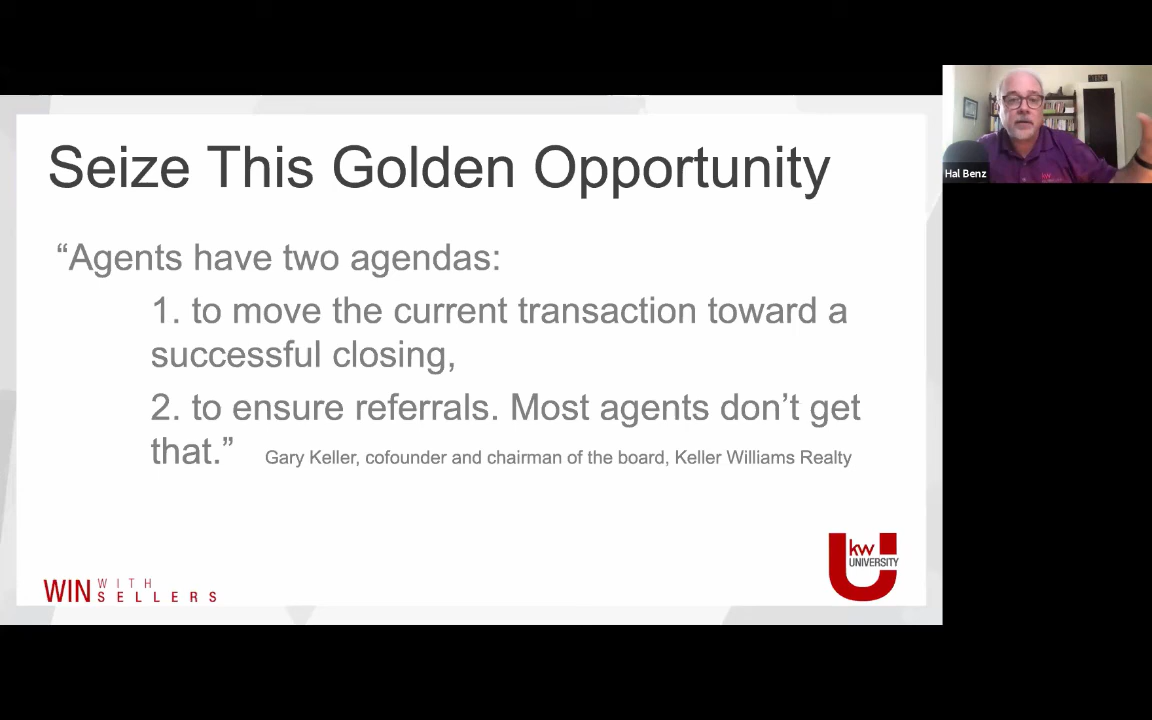 Seize This Golden Opportunity
“Agents have two agendas:
1. to move the current transaction toward a
successful closing,
2. to ensure referrals. Most agents don’t get
that.” Gary Keller, cofounder and chairman of the board, Keller Williams Realty
WIN WITH SELLERS
kw
UNIVERSITY
Hal Benz
kw